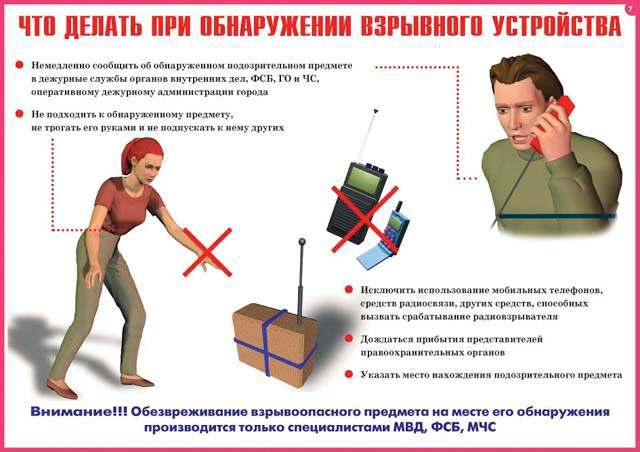 7
ЧТО ДЕЛАТЬ ПРИ ОБНАРУЖЕНИИ ВЗРЫВНОГО УСТРОЙСТВА
Немедленно сообщить об обнаруженном подозрительном предмете
в дежурные службы органов внутренних дел, ФСБ, ГО и ЧС,
оперативному дежурному администрации города
Не подходить к обнаруженному предмету,
не трогать его руками и не подпускать к нему других
Исключить использование мобильных телефонов,
средств радиосвязи, других средств, способных
вызвать срабатывание радиовзрывателя
Дождаться прибытия представителей
правоохранительных органов
Указать место нахождения подозрительного предмета
Внимание!!! Обезвреживание взрывоопасного предмета на месте его обнаружения
производится только специалистами МВД, ФСБ, МЧС